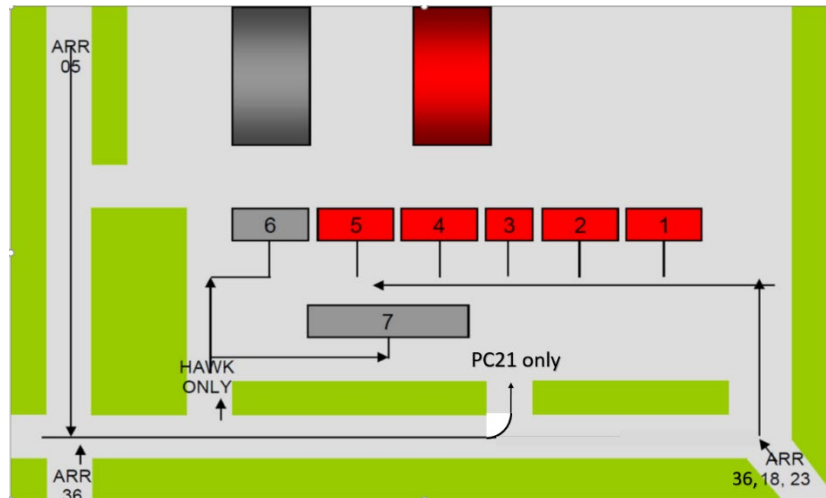 ARR
05
6
5
4
3
2
1
7
HAWK
ONLY
PC21 only
ARR
36
ARR
36, 18, 23